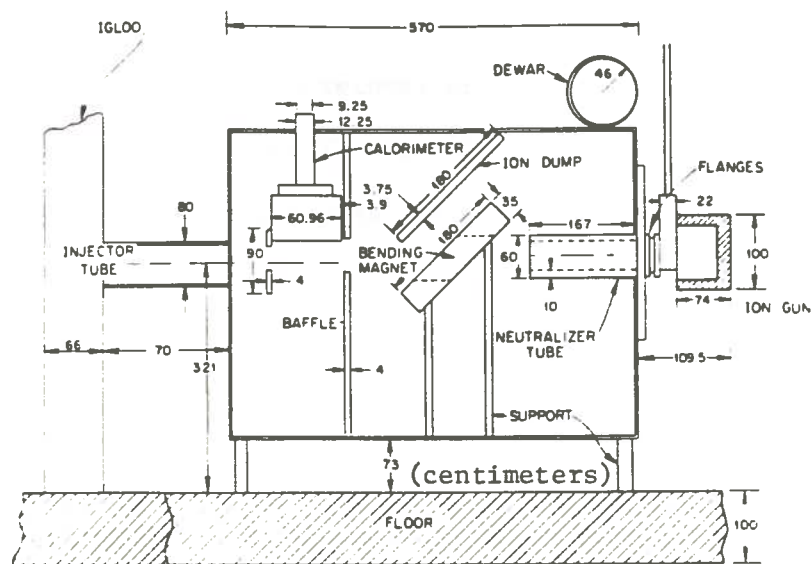 IGLOO
570
DEWAR
46
9.25
12.25
CALORIMETER
ION DUMP
FLANGES
3.75
3.9
180
35
22
80
60.96
180
167
INJECTOR
TUBE
90
4
BENDING
MAGNET
60
100
10
74
ION GUN
BAFFLE
NEUTRALIZER
TUBE
66
70
321
4
109.5
SUPPORT
73
(centimeters)
FLOOR
100